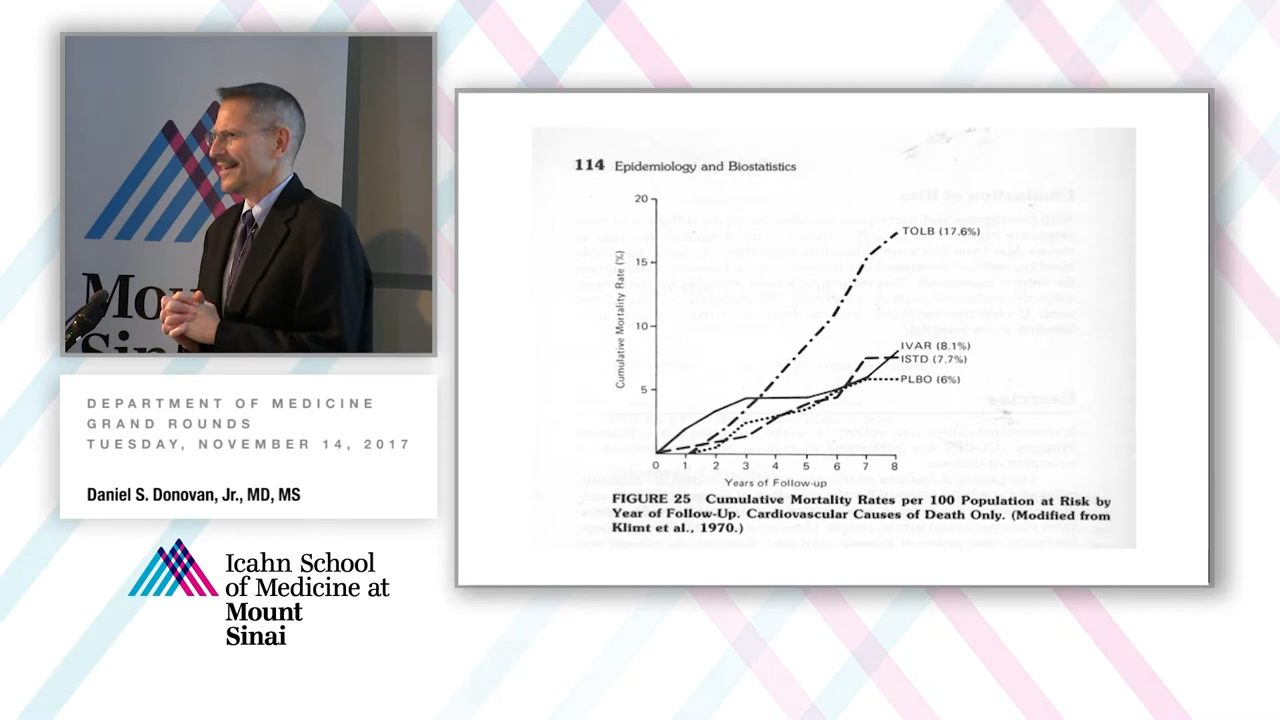 Mou
Sin
DEPARTMENT OF MEDICINE
GRAND ROUNDS
TUESDAY, NOVEMBER 14, 2017
Daniel S. Donovan, Jr., MD, MS
Icahn School
of Medicine at
Mount
Sinai
114 Epidemiology and Biostatistics
Cumulative Mortality Rate (%)
20
15
10
5
TOLB (17.6%)
IVAR (8.1%)
ISTD (7.7%)
PLBO (6%)
0 1 2 3 4 5 6 7 8
Years of Follow-up
FIGURE 25 Cumulative Mortality Rates per 100 Population at Risk by
Year of Follow-Up. Cardiovascular Causes of Death Only. (Modified from
Klimt et al., 1970.)